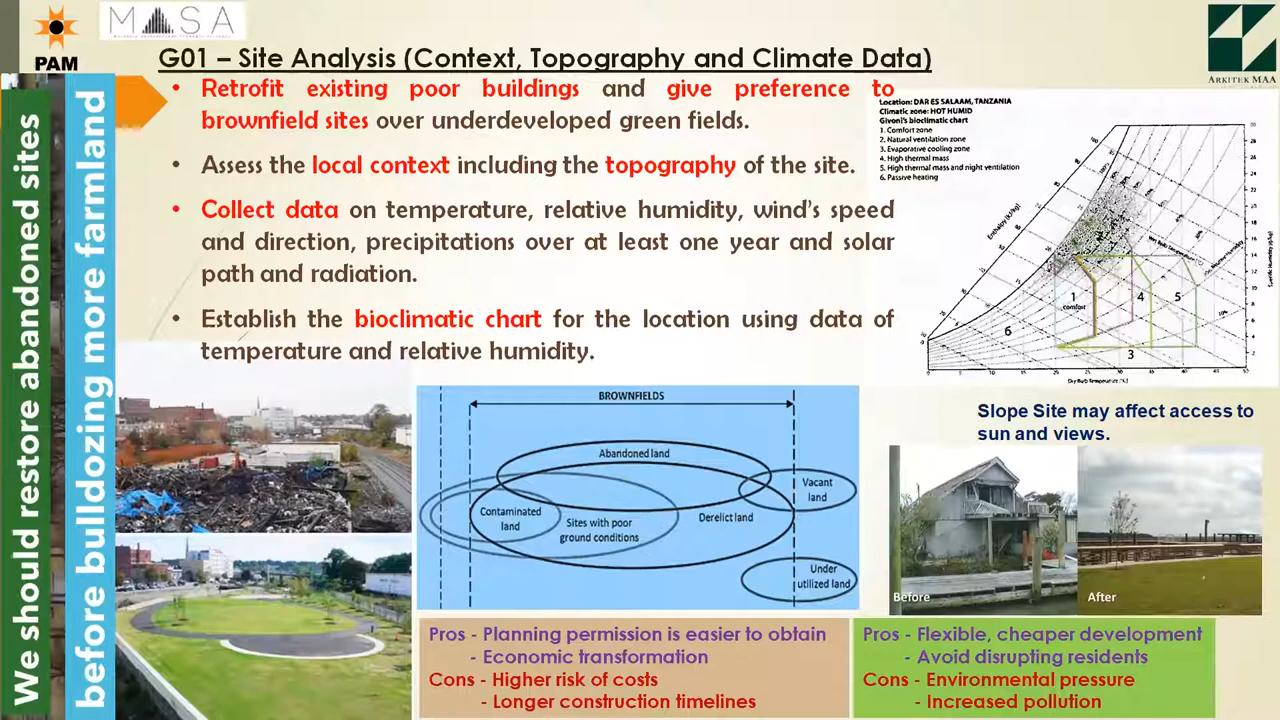 PAM
MASA
ARKITEK MAA
G01 – Site Analysis (Context, Topography and Climate Data)
We should restore abandoned sites
before bulldozing more farmland
• Retrofit existing poor buildings and give preference to
brownfield sites over underdeveloped green fields.
• Assess the local context including the topography of the site.
• Collect data on temperature, relative humidity, wind's speed
and direction, precipitations over at least one year and solar
path and radiation.
• Establish the bioclimatic chart for the location using data of
temperature and relative humidity.
Location: DAR ES SALAAM, TANZANIA
Climatic zone: HOT HUMID
Givoni's bioclimatic chart
1. Comfort zone
2. Natural ventilation zone
3. Evaporative cooling zone
4. High thermal mass
5. High thermal mass and night ventilation
6. Passive heating
Enthalpy (kJ/kg)
1
comfort
4
5
6
3
Dry Bulb Temperature [°C]
BROWNFIELDS
Abandoned land
Vacant
land
Contaminated
land
Sites with poor
ground conditions
Derelict land
Under
utilized land
Slope Site may affect access to
sun and views.
Before
After
Pros - Planning permission is easier to obtain
- Economic transformation
Cons - Higher risk of costs
- Longer construction timelines
Pros - Flexible, cheaper development
- Avoid disrupting residents
Cons - Environmental pressure
- Increased pollution